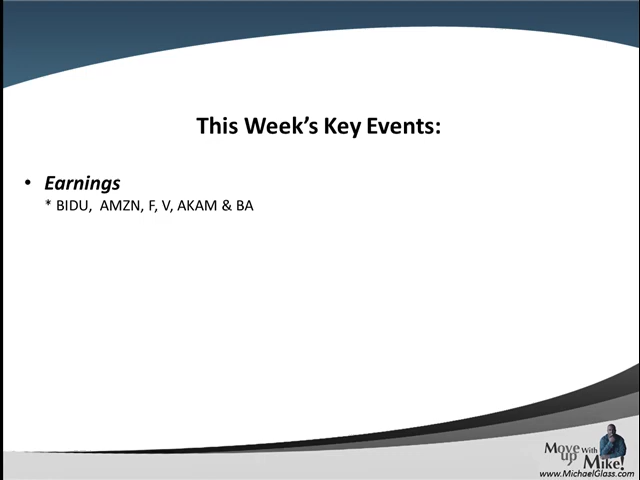 This Week's Key Events:
• Earnings
* BIDU, AMZN, F, V, AKAM & BA
Move up With Mike!
www.MichaelGlass.com